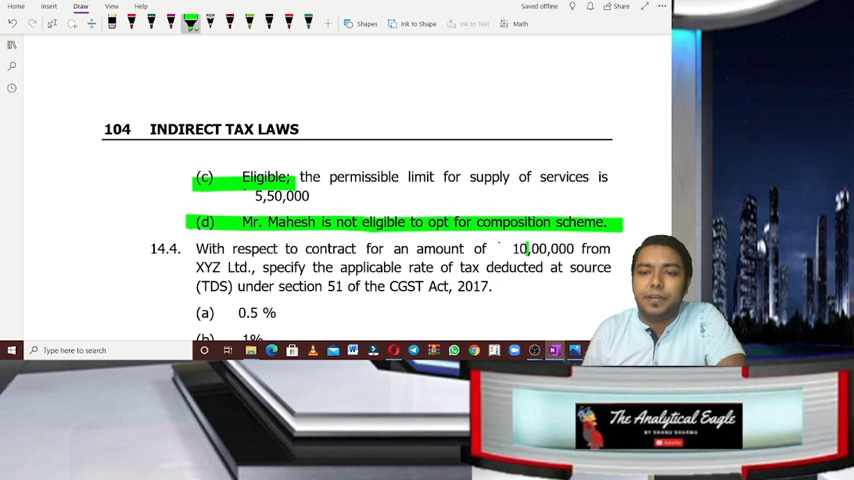 Home Insert Draw View Help Saved offline Share
Shapes Ink to Shape Ink to Text Math
104 INDIRECT TAX LAWS
(c) Eligible; the permissible limit for supply of services is
` 5,50,000
(d) Mr. Mahesh is not eligible to opt for composition scheme.
14.4. With respect to contract for an amount of ` 10,00,000 from
XYZ Ltd., specify the applicable rate of tax deducted at source
(TDS) under section 51 of the CGST Act, 2017.
(a) 0.5 %
(b) 1%
Type here to search
The Analytical Eagle
BY SHANU SHARMA